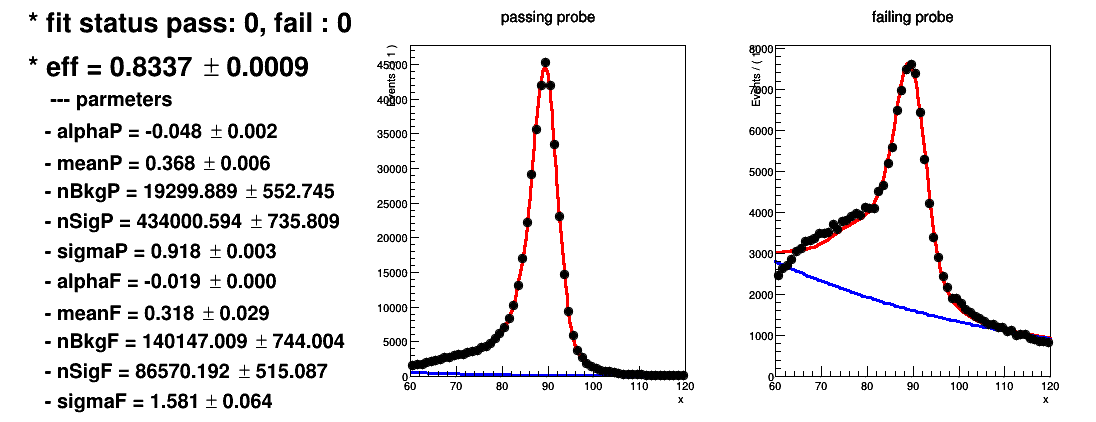 * fit status pass: 0, fail : 0
* eff = 0.8337 ± 0.0009
--- parmeters
- alphaP = -0.048 ± 0.002
- meanP = 0.368 ± 0.006
- nBkgP = 19299.889 ± 552.745
- nSigP = 434000.594 ± 735.809
- sigmaP = 0.918 ± 0.003
- alphaF = -0.019 ± 0.000
- meanF = 0.318 ± 0.029
- nBkgF = 140147.009 ± 744.004
- nSigF = 86570.192 ± 515.087
- sigmaF = 1.581 ± 0.064
passing probe
Events / ( 1 )
45000
40000
35000
30000
25000
20000
15000
10000
5000
0
60 70 80 90 100 110 120
x
failing probe
Events / ( 1 )
8000
7000
6000
5000
4000
3000
2000
1000
0
60 70 80 90 100 110 120
x